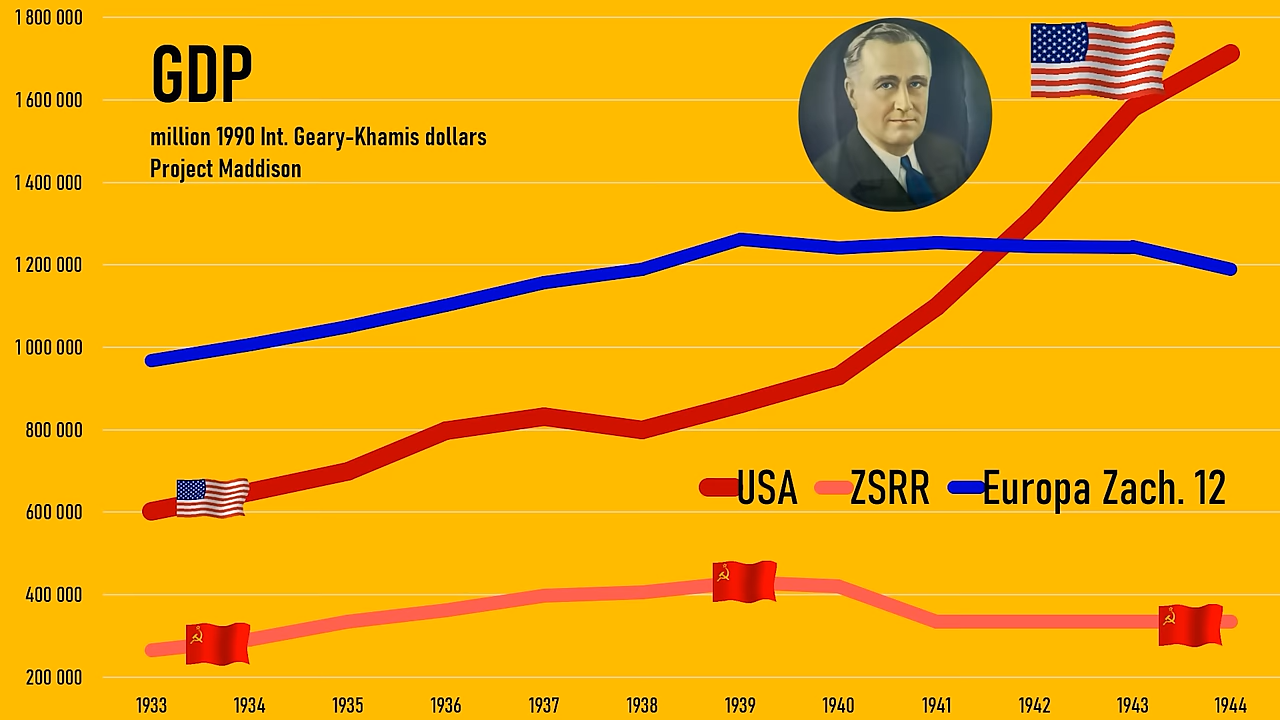 1 800 000
GDP
1 600 000
million 1990 Int. Geary-Khamis dollars
Project Maddison
1 400 000
1 200 000
1 000 000
800 000
USA ZSRR Europa Zach. 12
600 000
400 000
200 000
1933 1934 1935 1936 1937 1938 1939 1940 1941 1942 1943 1944